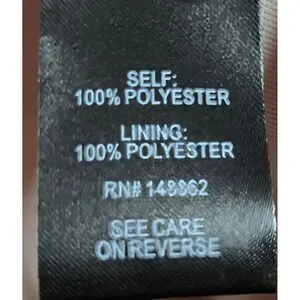 SELF:
100% POLYESTER
LINING:
100% POLYESTER
RN# 148862
SEE CARE
ON REVERSE